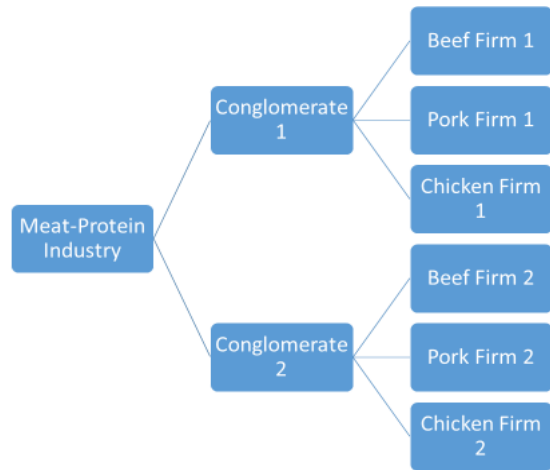 Beef Firm 1
Conglomerate
1
Pork Firm 1
Chicken Firm
1
Meat-Protein
Industry
Beef Firm 2
Conglomerate
2
Pork Firm 2
Chicken Firm
2